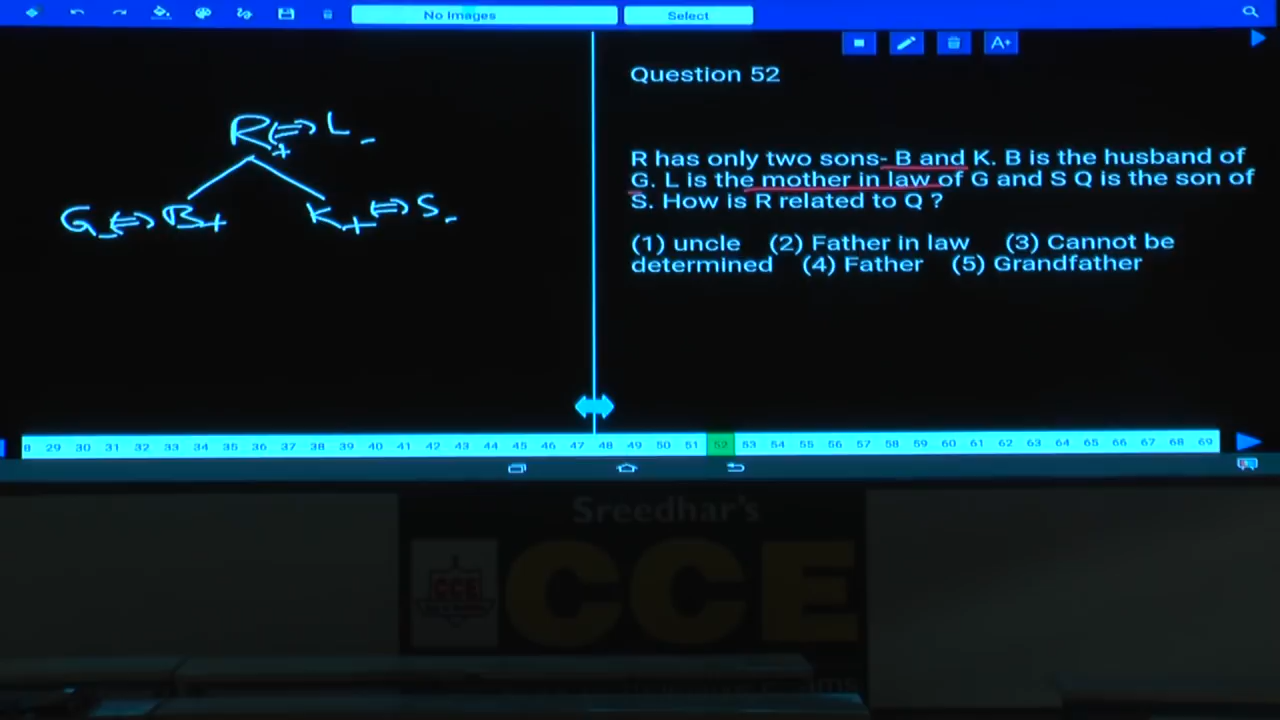 No Images
Select
A+
Question 52
R ⇔ L -
+
G - ⇔ B + K + ⇔ S -
R has only two sons- B and K. B is the husband of
G. L is the mother in law of G and S Q is the son of
S. How is R related to Q ?
(1) uncle (2) Father in law (3) Cannot be
determined (4) Father (5) Grandfather
8 29 30 31 32 33 34 35 36 37 38 39 40 41 42 43 44 45 46 47 48 49 50 51 52 53 54 55 56 57 58 59 60 61 62 63 64 65 66 67 68 69
Sreedhar's
CCE
CCE